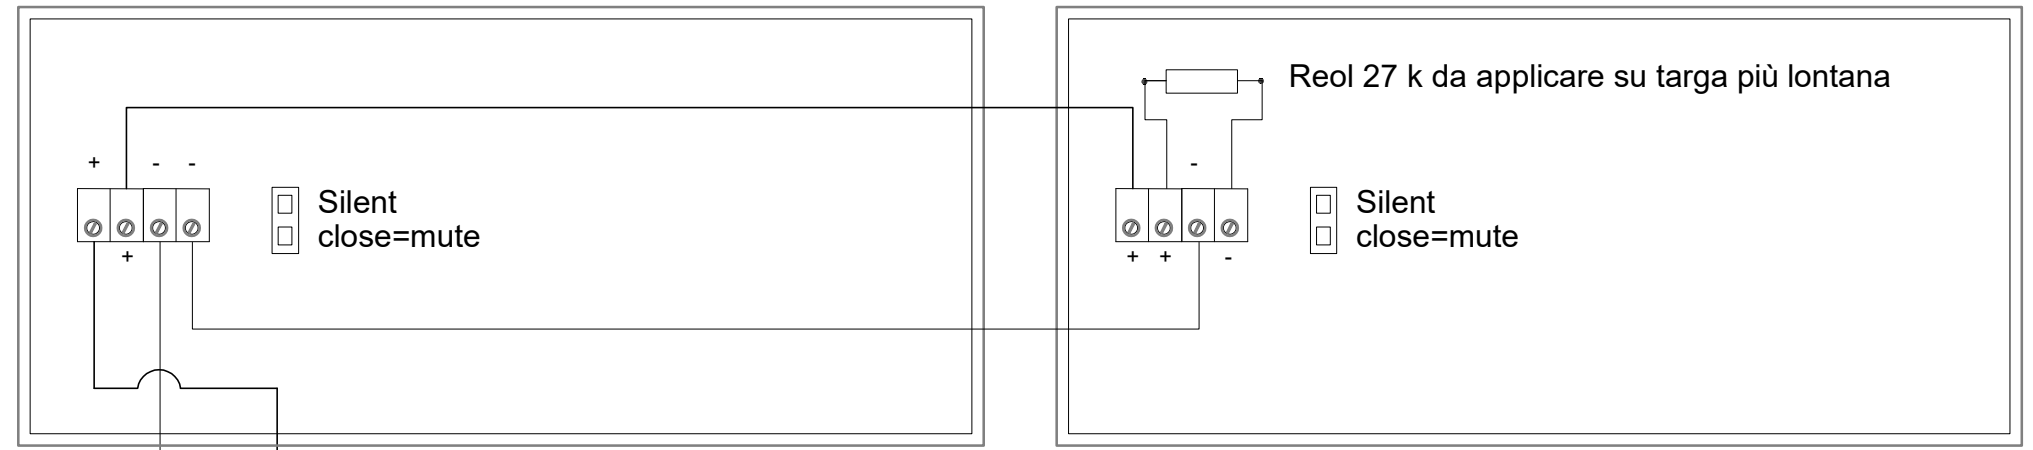 Reol 27 k da applicare su targa più lontana
+ - -
Silent
close=mute
+
-
Silent
close=mute
+ + -